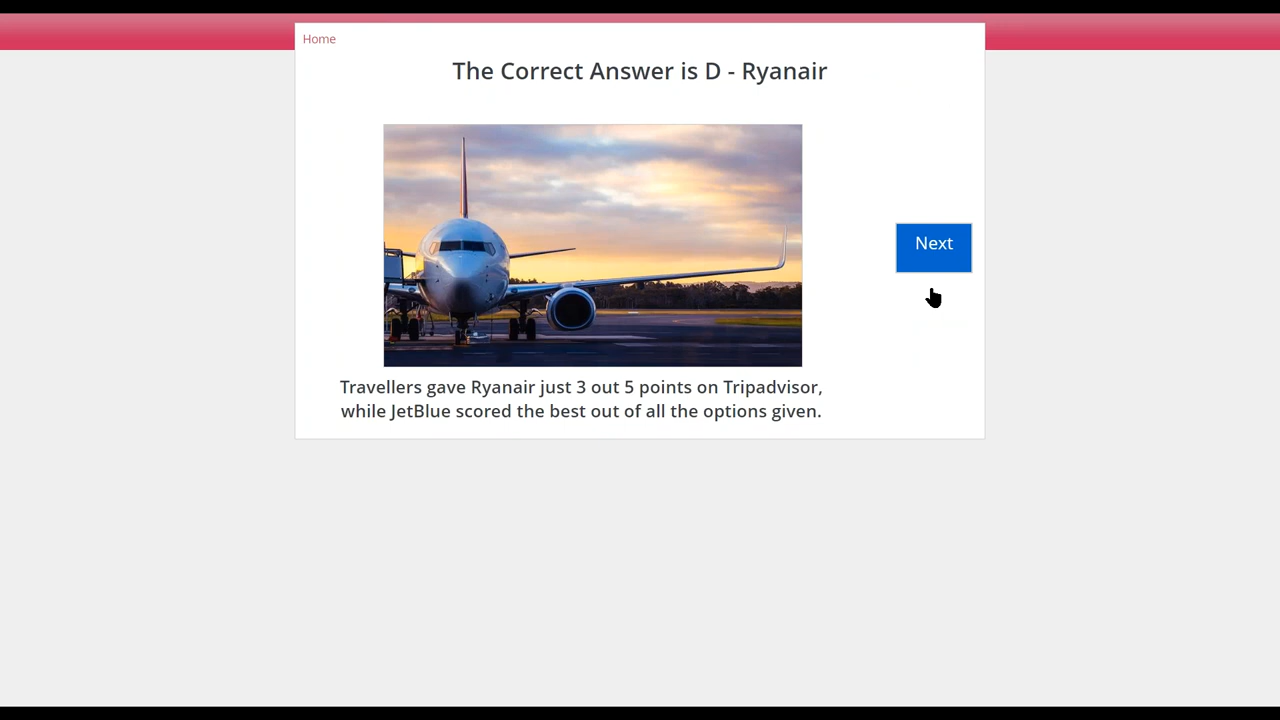 Home
The Correct Answer is D - Ryanair
Next
Travellers gave Ryanair just 3 out 5 points on Tripadvisor,
while JetBlue scored the best out of all the options given.